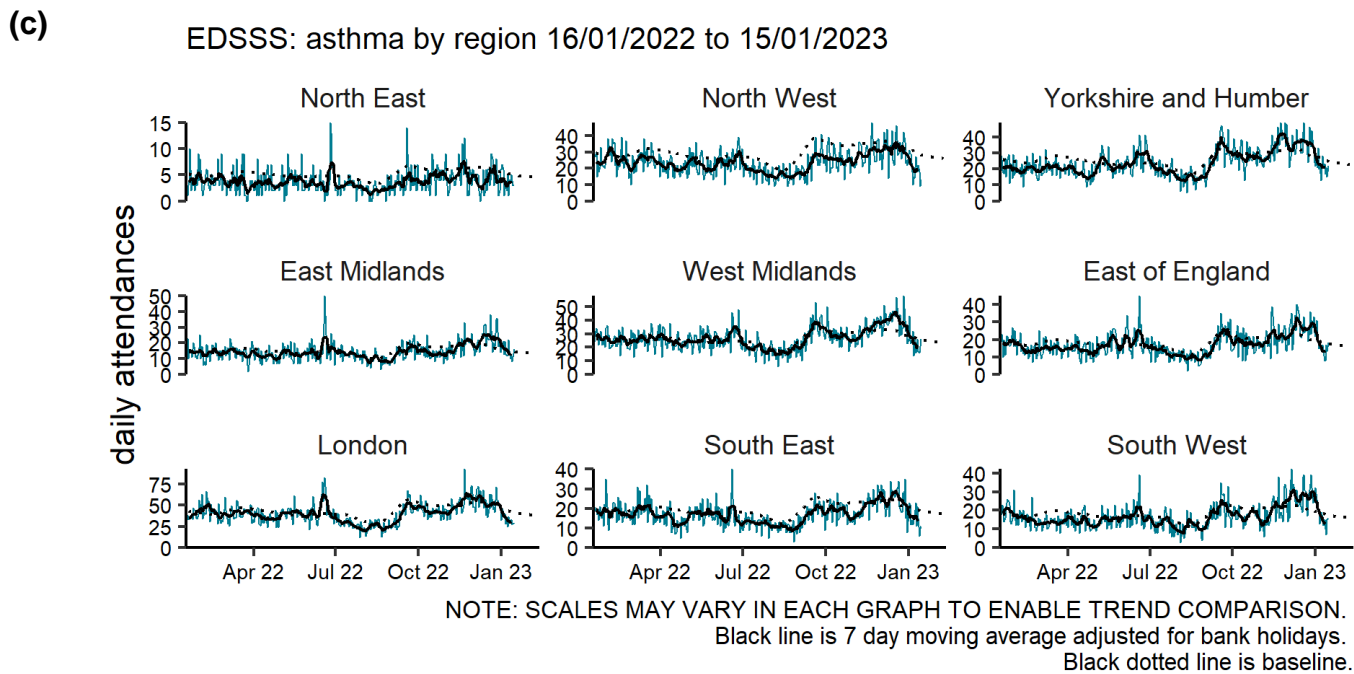 (c)
EDSSS: asthma by region 16/01/2022 to 15/01/2023
daily attendances
North East
15
10
5
0
North West
40
30
20
10
0
Yorkshire and Humber
40
30
20
10
0
East Midlands
50
40
30
20
10
0
West Midlands
50
40
30
20
10
0
East of England
40
30
20
10
0
London
75
50
25
0
Apr 22 Jul 22 Oct 22 Jan 23
South East
40
30
20
10
0
Apr 22 Jul 22 Oct 22 Jan 23
South West
40
30
20
10
0
Apr 22 Jul 22 Oct 22 Jan 23
NOTE: SCALES MAY VARY IN EACH GRAPH TO ENABLE TREND COMPARISON.
Black line is 7 day moving average adjusted for bank holidays.
Black dotted line is baseline.